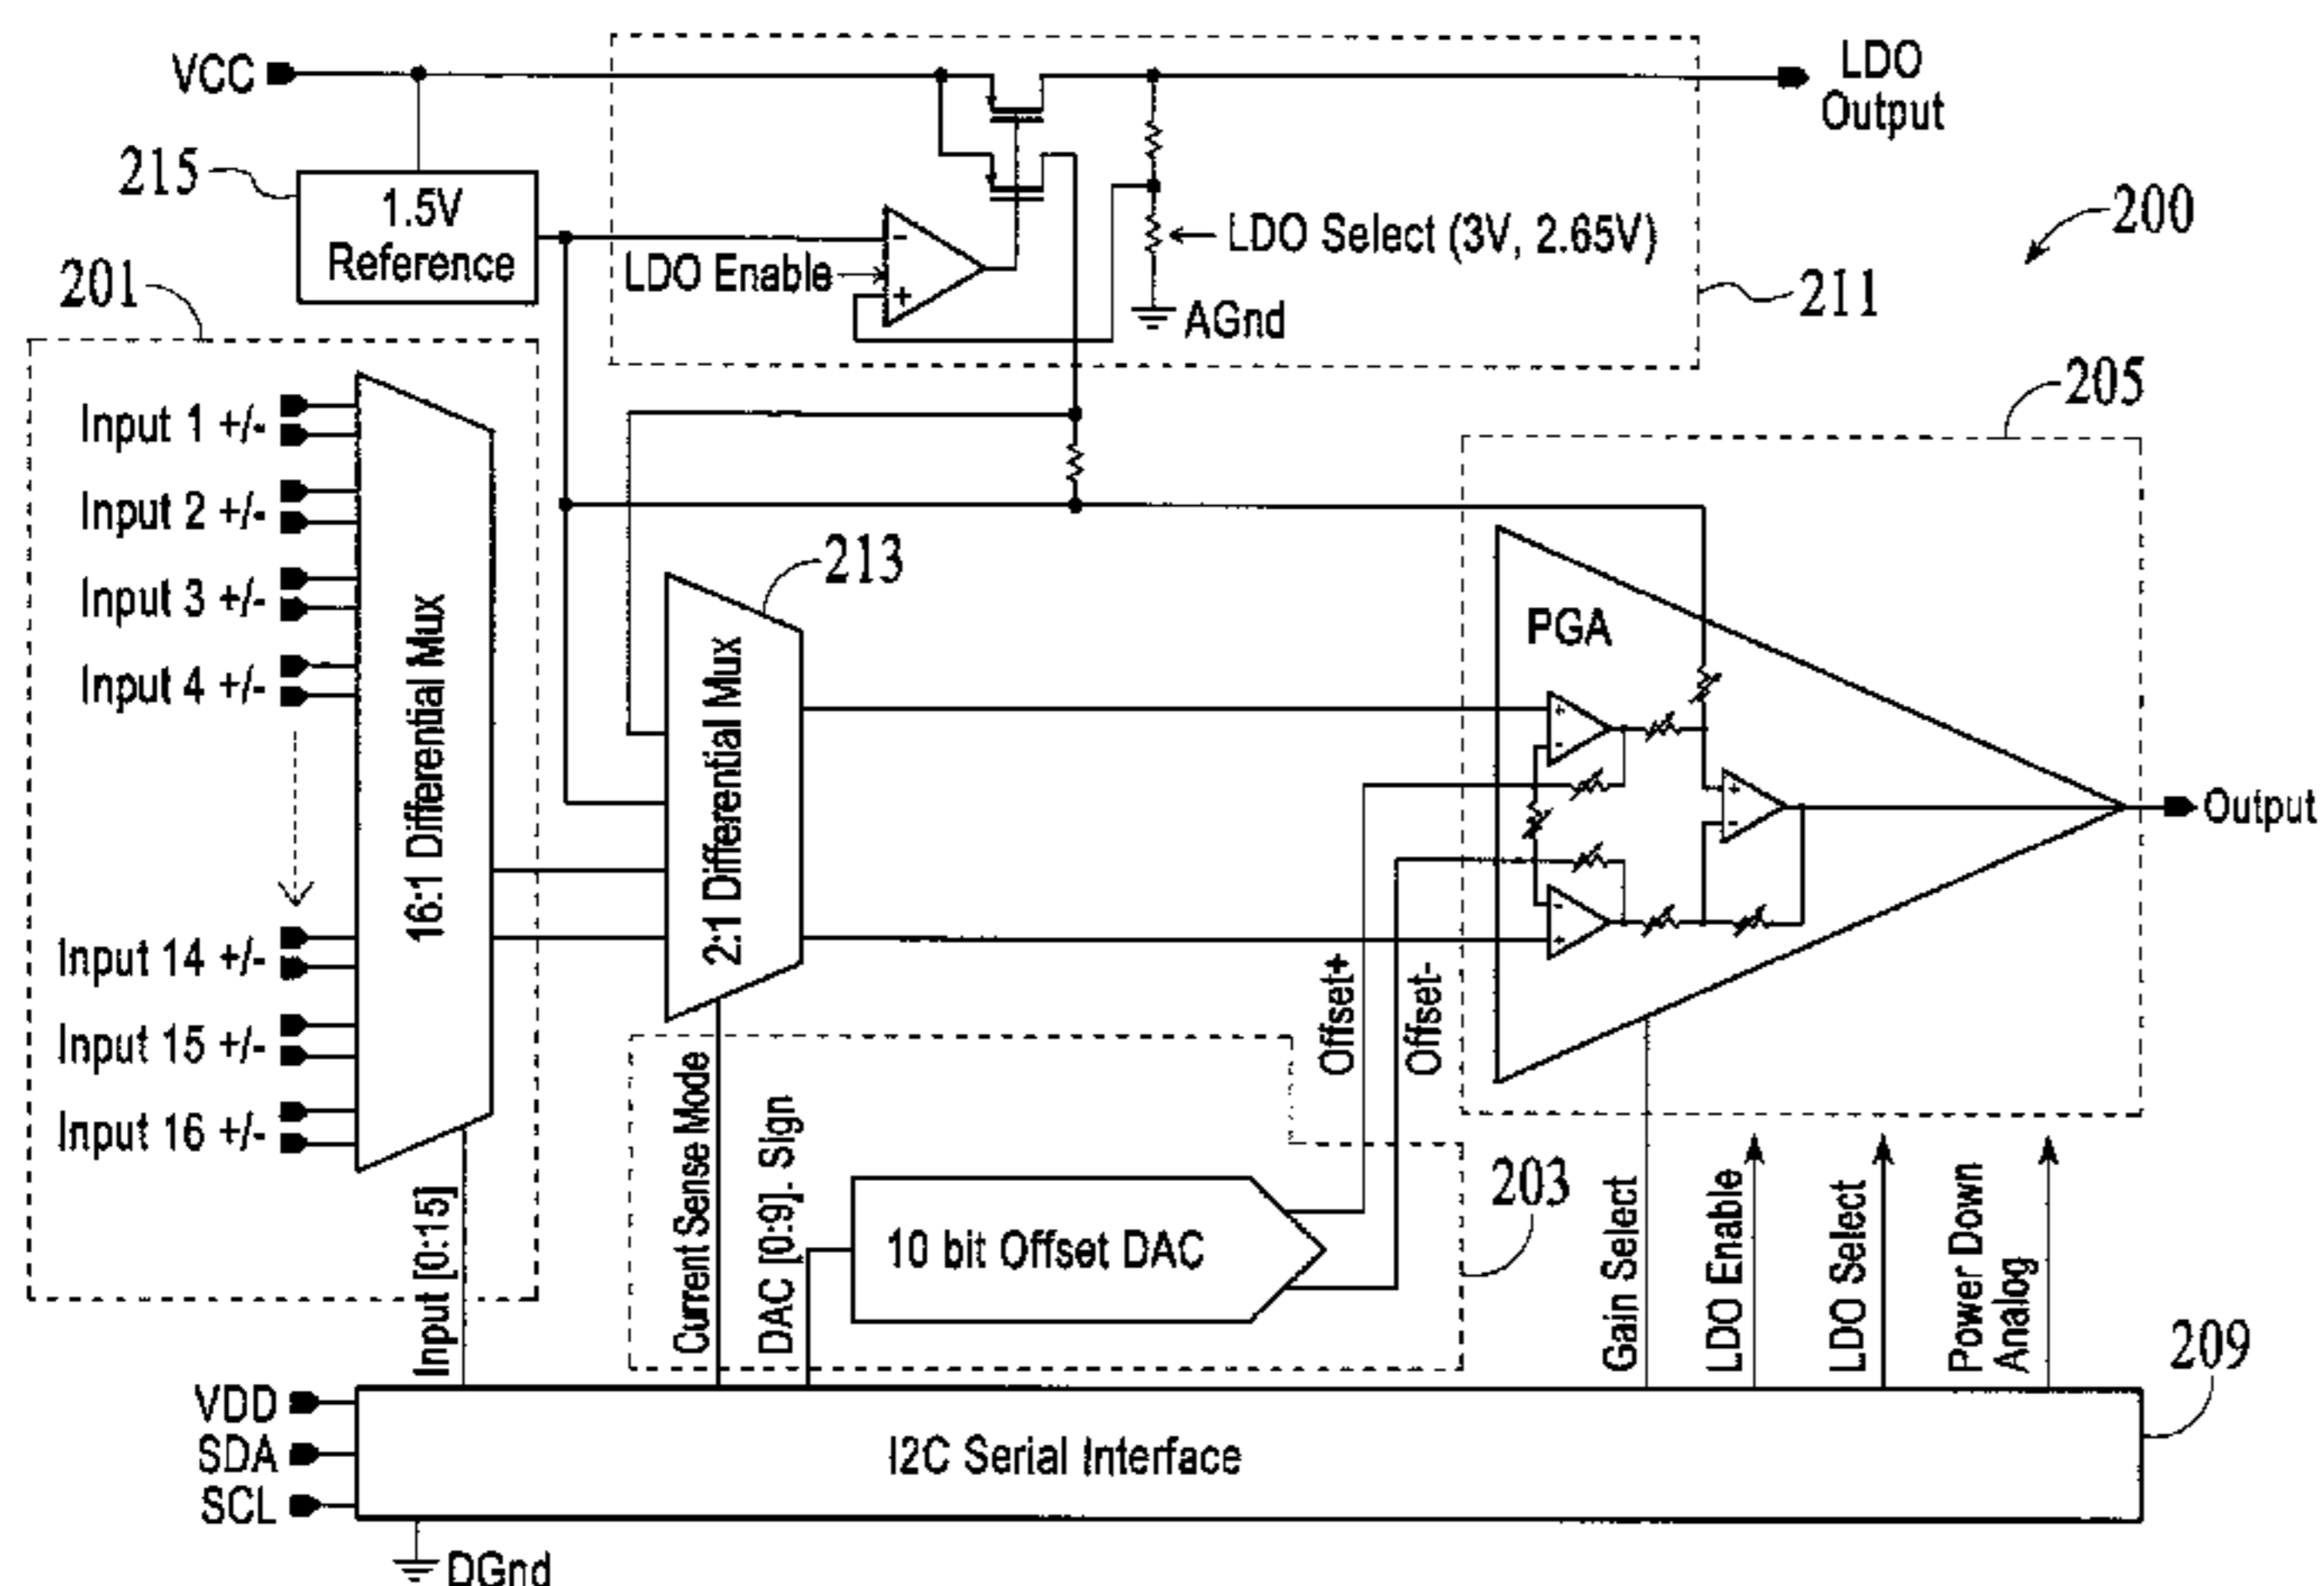 VCC
LDO
Output
215
1.5V
Reference
LDO Enable
-
+
LDO Select (3V, 2.65V)
AGnd
200
211
201
205
Input 1 +/-
Input 2 +/-
Input 3 +/-
Input 4 +/-
Input 14 +/-
Input 15 +/-
Input 16 +/-
16:1 Differential Mux
213
2:1 Differential Mux
PGA
+
-
+
-
-
+
Output
Offset+
Offset-
Input [0:15]
Current Sense Mode
DAC [0:9]. Sign
10 bit Offset DAC
203
Gain Select
LDO Enable
LDO Select
Power Down
Analog
209
VDD
SDA
SCL
I2C Serial Interface
DGnd